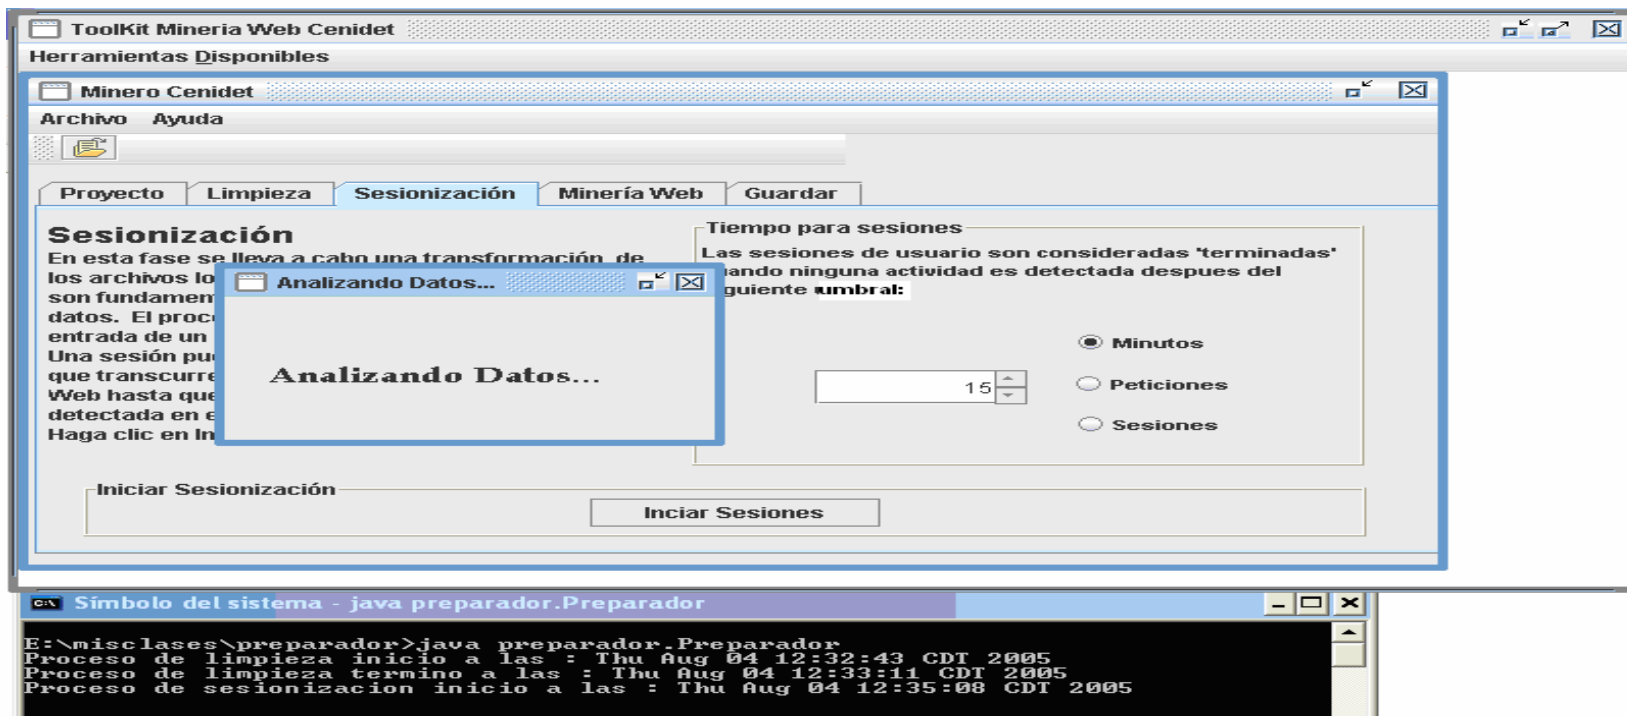 ToolKit Mineria Web Cenidet
Herramientas Disponibles
Minero Cenidet
Archivo Ayuda
Proyecto Limpieza Sesionización Minería Web Guardar
Sesionización
En esta fase se lleva a cabo una transformación de
los archivos lo
son fundamen
datos. El proc
entrada de un
Una sesión pu
que transcurre
Web hasta que
detectada en e
Haga clic en In
Analizando Datos...
Analizando Datos...
Tiempo para sesiones
Las sesiones de usuario son consideradas 'terminadas'
uando ninguna actividad es detectada despues del
guiente umbral:
15
Minutos
Peticiones
Sesiones
Iniciar Sesionización
Inciar Sesiones
Símbolo del sistema - java preparador.Preparador
E:\misclases\preparador>java preparador.Preparador
Proceso de limpieza inicio a las : Thu Aug 04 12:32:43 CDT 2005
Proceso de limpieza termino a las : Thu Aug 04 12:33:11 CDT 2005
Proceso de sesionizacion inicio a las : Thu Aug 04 12:35:08 CDT 2005